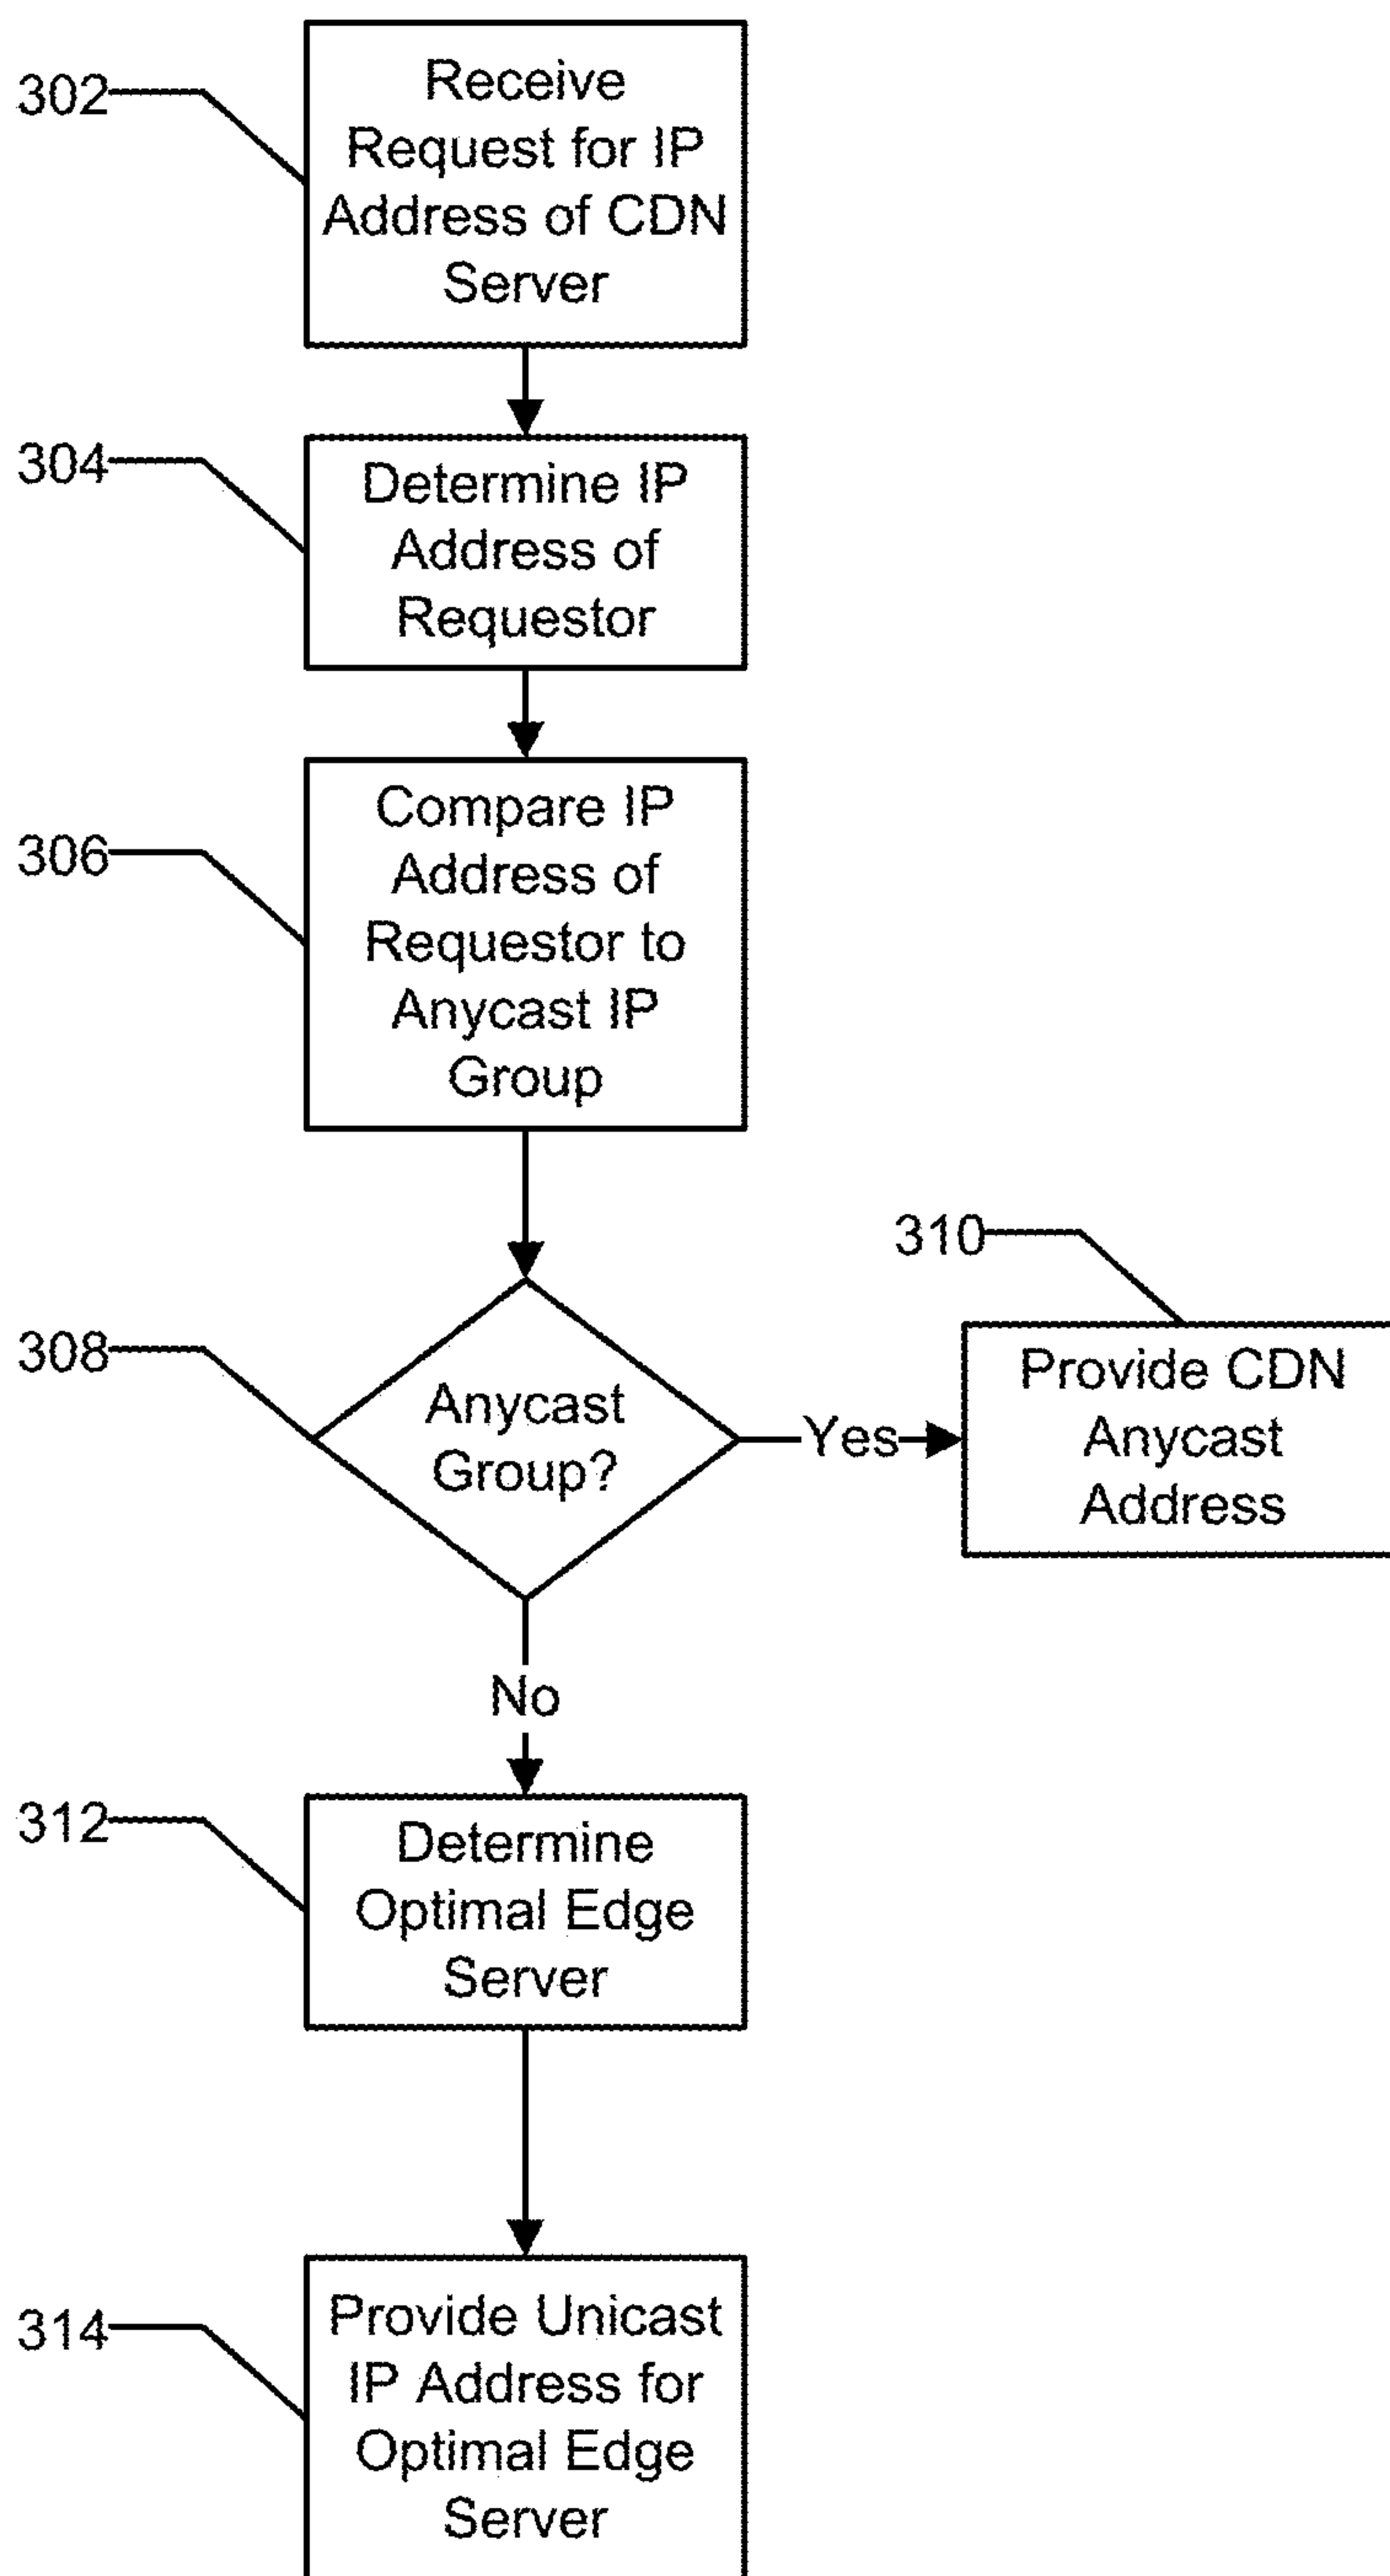 302
Receive
Request for IP
Address of CDN
Server
304
Determine IP
Address of
Requestor
306
Compare IP
Address of
Requestor to
Anycast IP
Group
308
Anycast
Group?
Yes
310
Provide CDN
Anycast
Address
No
312
Determine
Optimal Edge
Server
314
Provide Unicast
IP Address for
Optimal Edge
Server